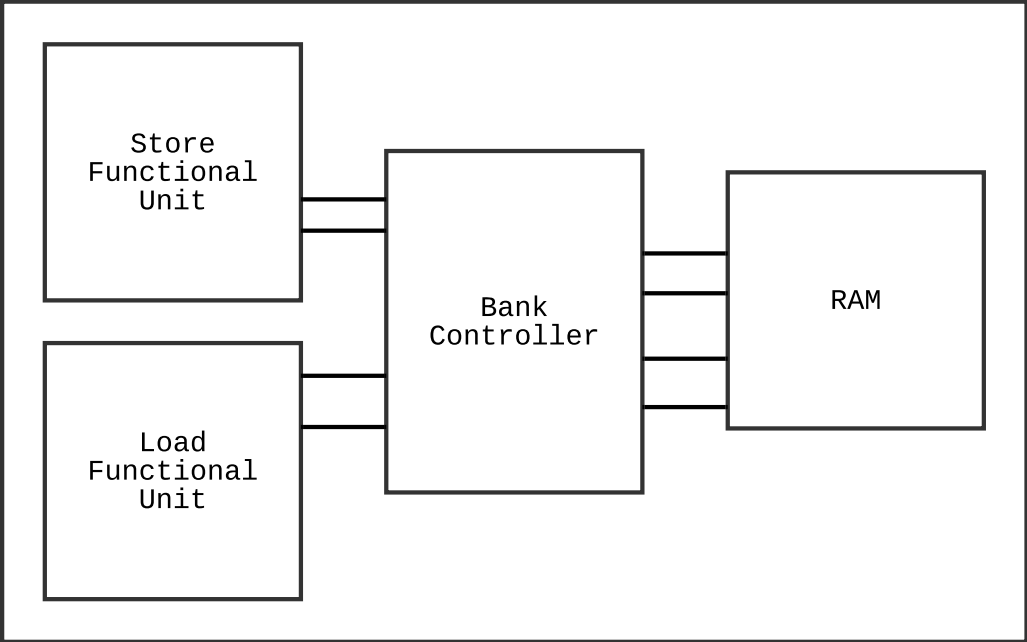 Store
Functional
Unit
Load
Functional
Unit
Bank
Controller
RAM